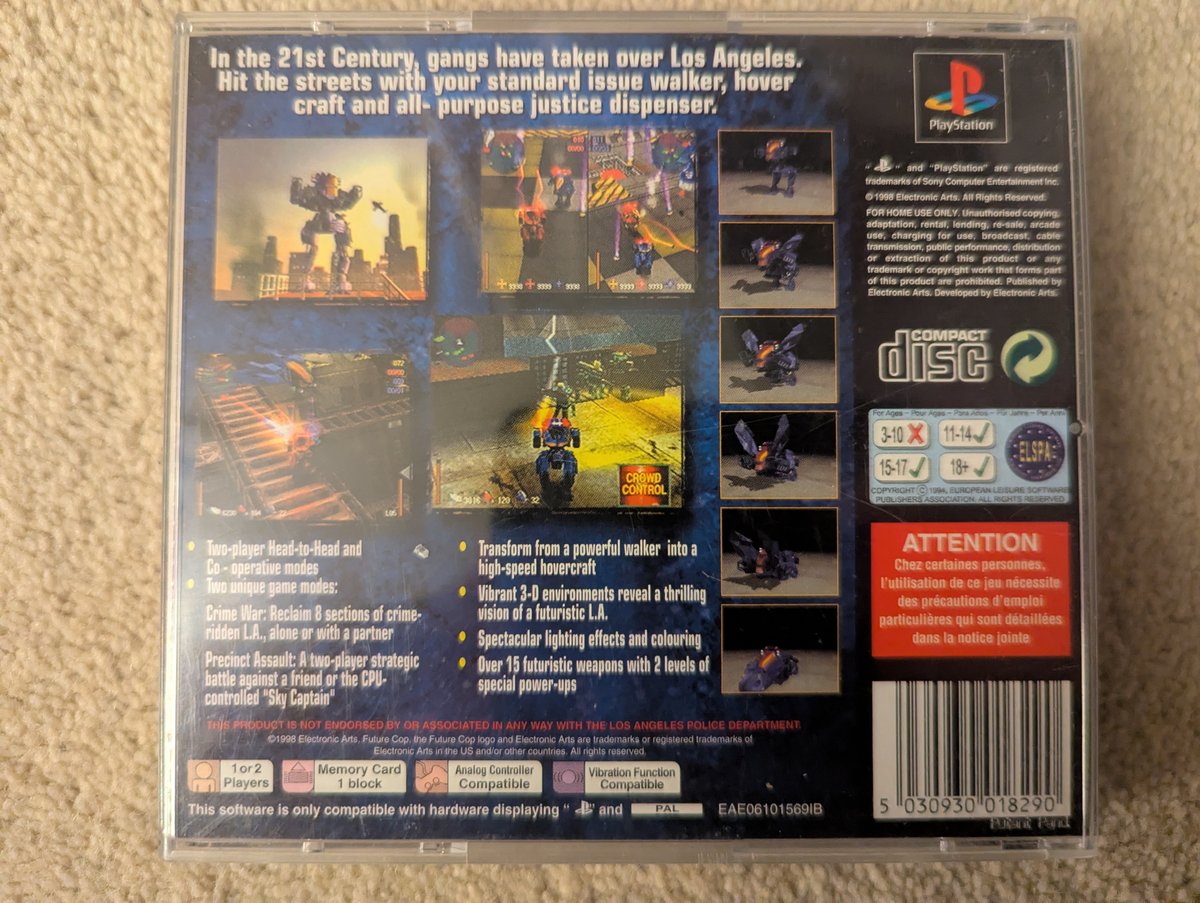 In the 21st Century, gangs have taken over Los Angeles.
Hit the streets with your standard issue walker, hover
craft and all- purpose justice dispenser.
PlayStation
" " and "PlayStation" are registered
trademarks of Sony Computer Entertainment Inc.
© 1998 Electronic Arts. All Rights Reserved.
FOR HOME USE ONLY. Unauthorised copying,
adaptation, rental, lending, re-sale, arcade
use, charging for use, broadcast, cable
transmission, public performance, distribution
or extraction of this product or any
trademark or copyright work that forms part
of this product are prohibited. Published by
Electronic Arts. Developed by Electronic Arts.
COMPACT
disc
For Ages – Pour Ages – Para Anos – Fur Jahre – Per Anni
3-10 11-14
15-17 18+
ELSPA
COPYRIGHT © 1994, EUROPEAN LEISURE SOFTWARE
PUBLISHERS ASSOCIATION. ALL RIGHTS RESERVED
ATTENTION
Chez certaines personnes,
l'utilisation de ce jeu nécessite
des précautions d'emploi
particulières qui sont détaillées
dans la notice jointe
CROWD
CONTROL
Two-player Head-to-Head and
Co - operative modes
Two unique game modes:
Crime War: Reclaim 8 sections of crime-
ridden L.A., alone or with a partner
Precinct Assault: A two-player strategic
battle against a friend or the CPU-
controlled "Sky Captain"
Transform from a powerful walker into a
high-speed hovercraft
Vibrant 3-D environments reveal a thrilling
vision of a futuristic L.A.
Spectacular lighting effects and colouring
Over 15 futuristic weapons with 2 levels of
special power-ups
THIS PRODUCT IS NOT ENDORSED BY OR ASSOCIATED IN ANY WAY WITH THE LOS ANGELES POLICE DEPARTMENT.
©1998 Electronic Arts. Future Cop, the Future Cop logo and Electronic Arts are trademarks or registered trademarks of
Electronic Arts in the US and/or other countries. All rights reserved.
1 or 2
Players
Memory Card
1 block
Analog Controller
Compatible
Vibration Function
Compatible
This software is only compatible with hardware displaying " " and PAL EAE06101569IB
5 030930 018290